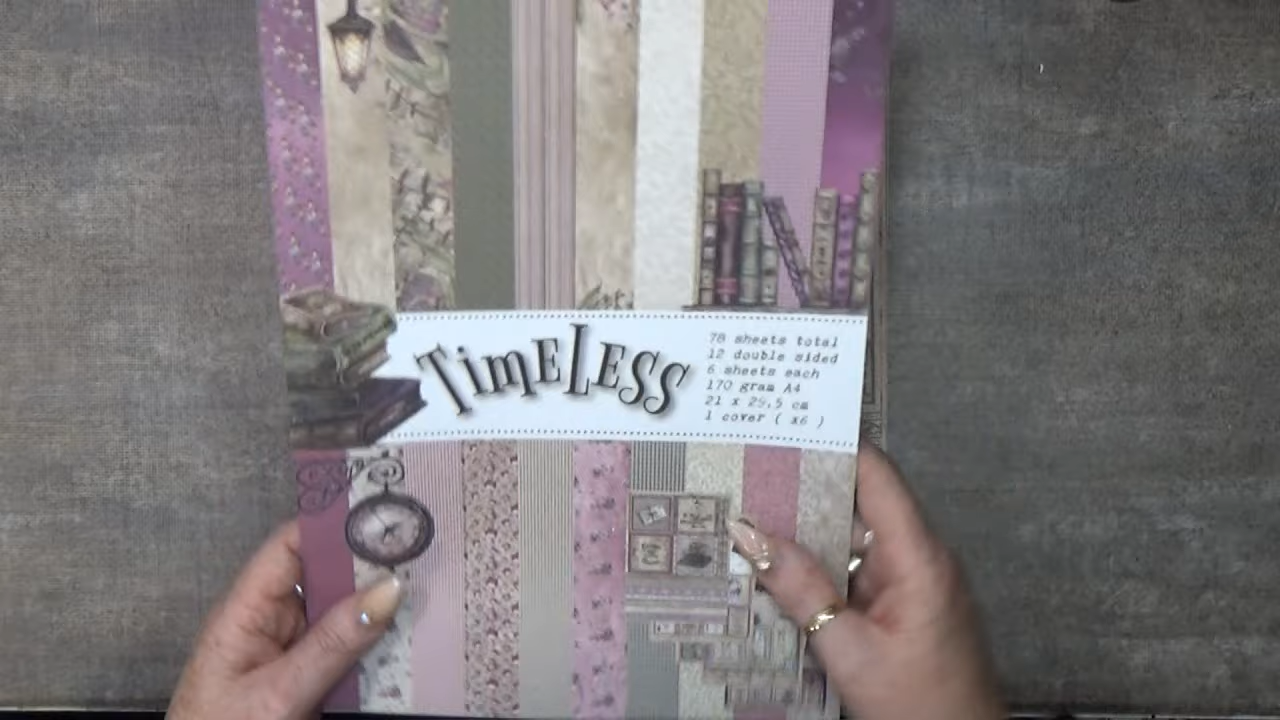 TimELESS
78 sheets total
12 double sided
6 sheets each
170 gram A4
21 x 29,5 cm
1 cover ( x6 )